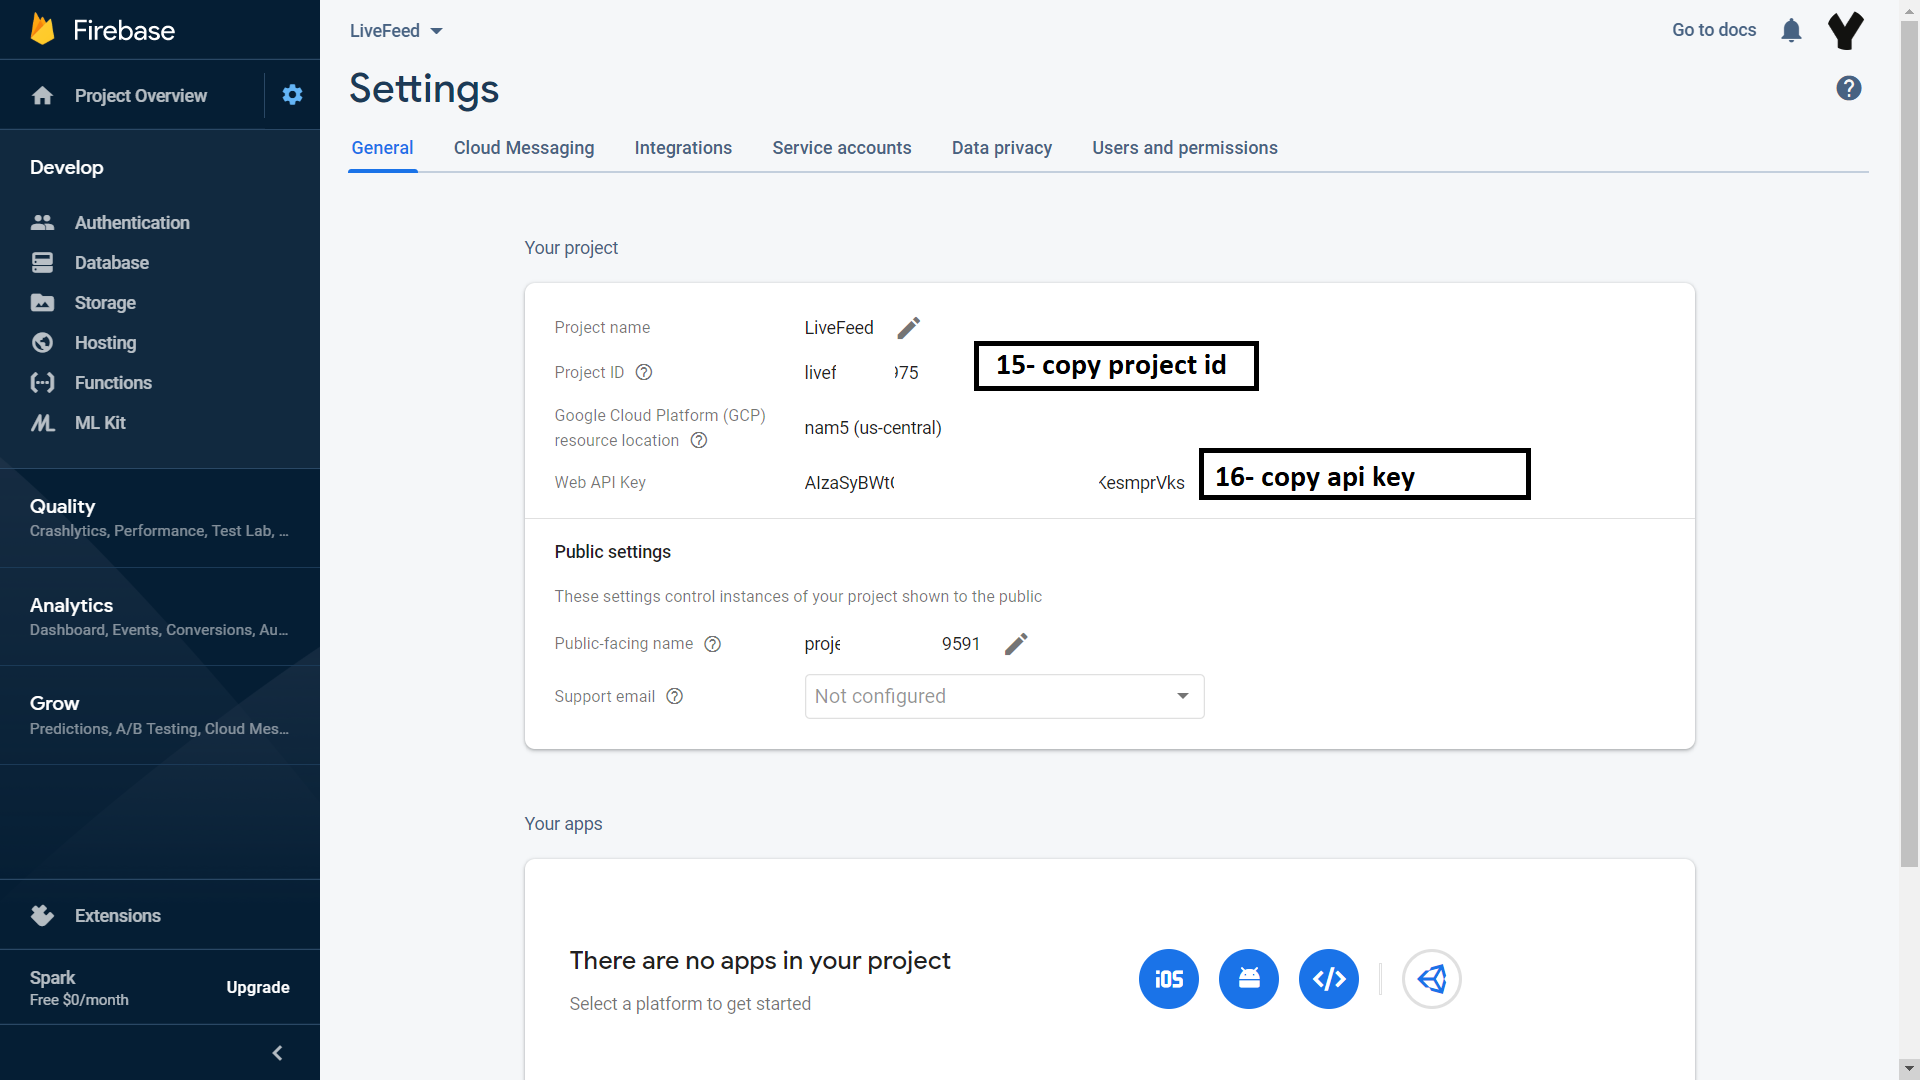 Firebase
Project Overview
Develop
Authentication
Database
Storage
Hosting
Functions
ML Kit
Quality
Crashlytics, Performance, Test Lab, ...
Analytics
Dashboard, Events, Conversions, Au...
Grow
Predictions, A/B Testing, Cloud Mes...
Extensions
Spark
Free $0/month
Upgrade
LiveFeed
Go to docs
Settings
General Cloud Messaging Integrations Service accounts Data privacy Users and permissions
Your project
Project name LiveFeed
Project ID livef 975
15- copy project id
Google Cloud Platform (GCP)
resource location nam5 (us-central)
Web API Key AIzaSyBWt KesmprVks
16- copy api key
Public settings
These settings control instances of your project shown to the public
Public-facing name proje 9591
Support email Not configured
Your apps
There are no apps in your project
Select a platform to get started
iOS